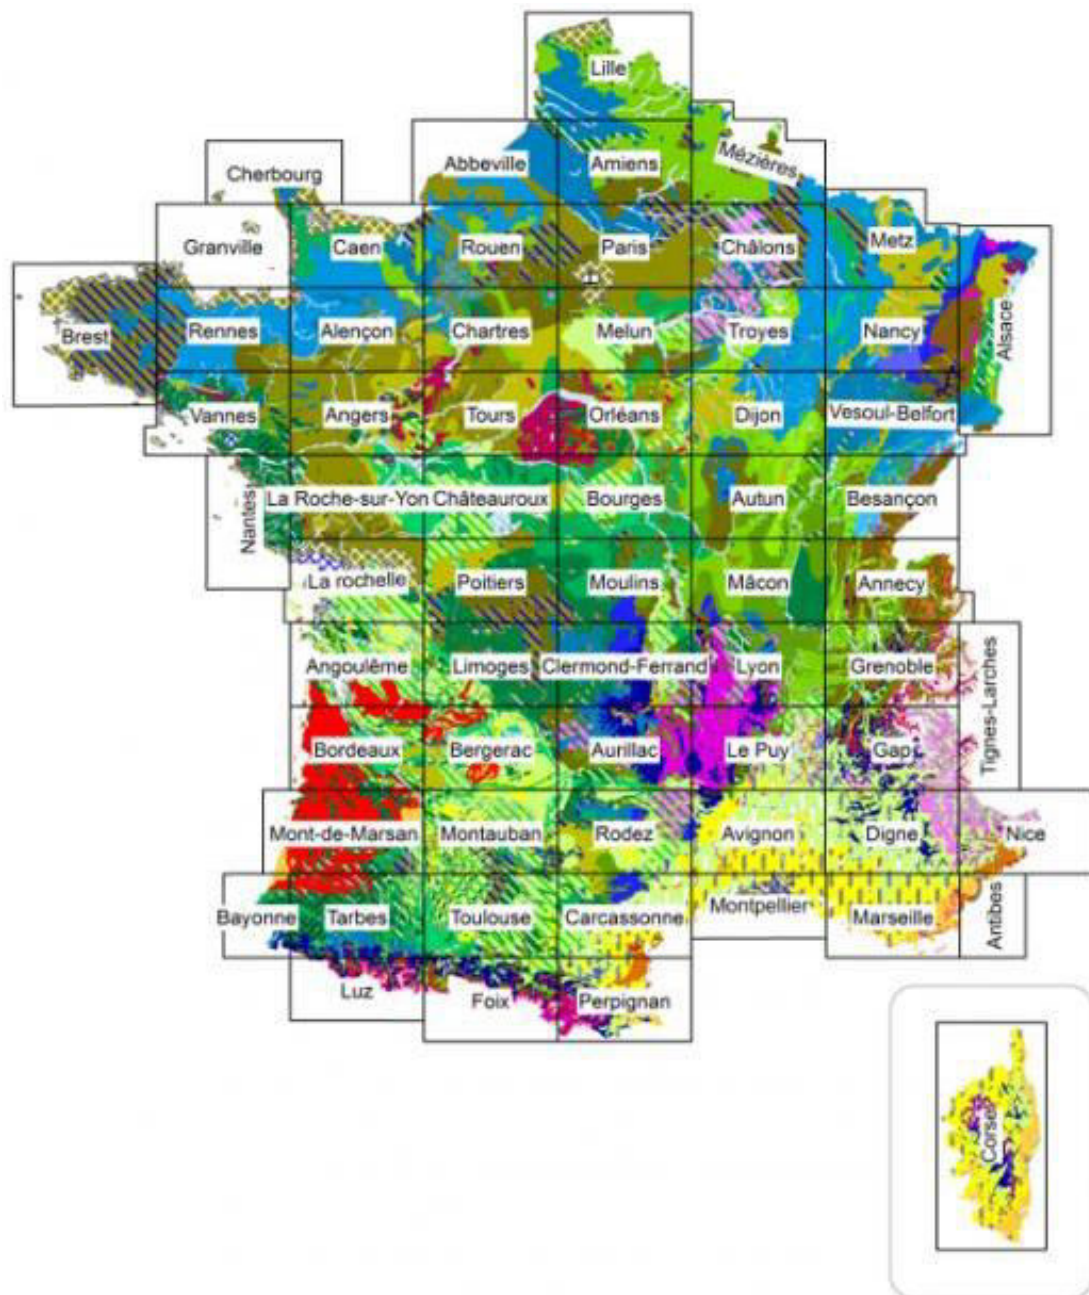 Lille
Abbeville
Amiens
Mézières
Cherbourg
Granville
Caen
Rouen
Paris
Châlons
Metz
Brest
Rennes
Alençon
Chartres
Melun
Troyes
Nancy
Alsace
Vannes
Angers
Tours
Orléans
Dijon
Vesoul-Belfort
Nantes
La Roche-sur-Yon
Châteauroux
Bourges
Autun
Besançon
La rochelle
Poitiers
Moulins
Mâcon
Annecy
Angoulême
Limoges
Clermond-Ferrand
Lyon
Grenoble
Tignes-Larches
Bordeaux
Bergerac
Aurillac
Le Puy
Gap
Mont-de-Marsan
Montauban
Rodez
Avignon
Digne
Nice
Bayonne
Tarbes
Toulouse
Carcassonne
Montpellier
Marseille
Antibes
Luz
Foix
Perpignan
Corse